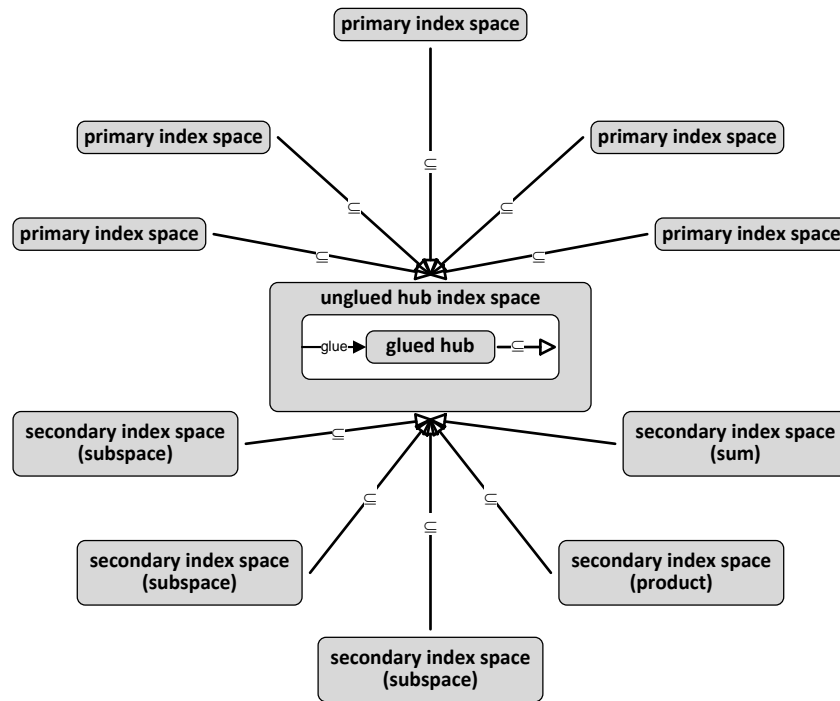 primary index space
primary index space
primary index space
⊆
⊆
⊆
primary index space
primary index space
⊆
⊆
unglued hub index space
glue
glued hub
⊆
secondary index space
(subspace)
⊆
secondary index space
(sum)
⊆
⊆
⊆
secondary index space
(subspace)
secondary index space
(product)
secondary index space
(subspace)